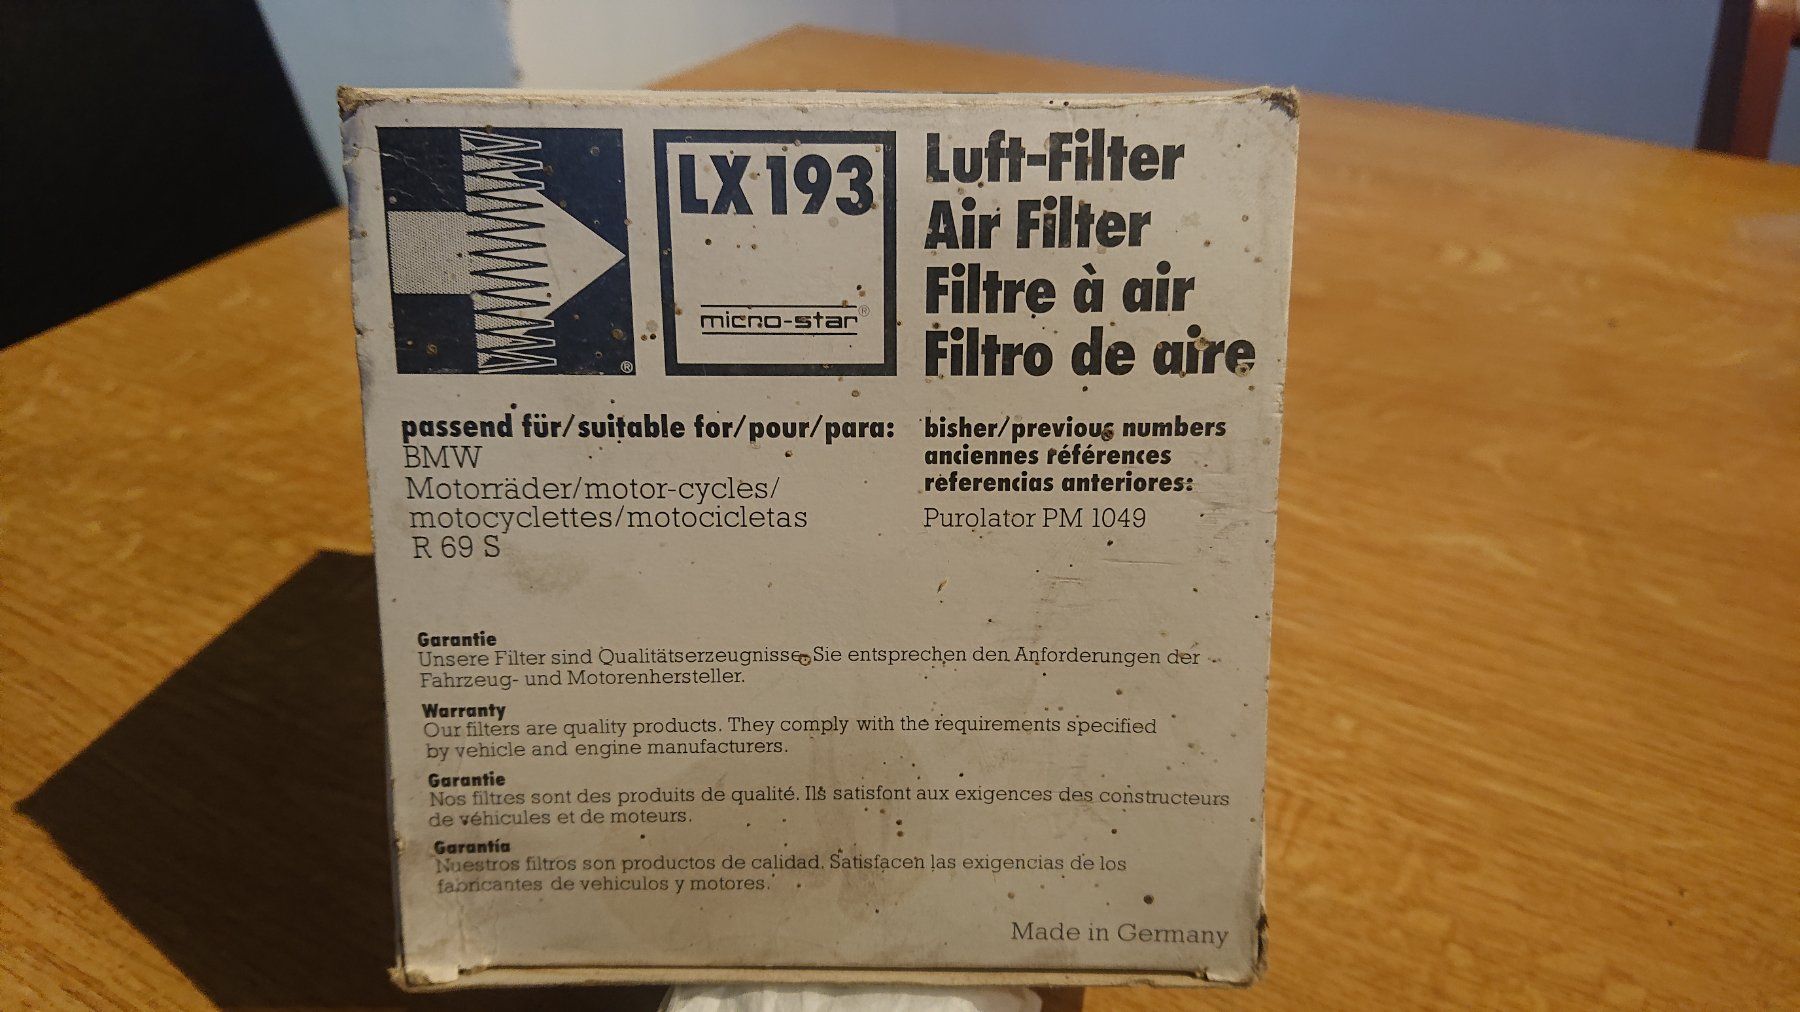 LX193
micro-star®
®
Luft-Filter
Air Filter
Filtre à air
Filtro de aire
passend für/suitable for/pour/para:
BMW
Motorräder/motor-cycles/
motocyclettes/motocicletas
R 69 S
bisher/previous numbers
anciennes références
referencias anteriores:
Purolator PM 1049
Garantie
Unsere Filter sind Qualitätserzeugnisse. Sie entsprechen den Anforderungen der
Fahrzeug- und Motorenhersteller.
Warranty
Our filters are quality products. They comply with the requirements specified
by vehicle and engine manufacturers.
Garantie
Nos filtres sont des produits de qualité. Ils satisfont aux exigences des constructeurs
de véhicules et de moteurs.
Garantía
Nuestros filtros son productos de calidad. Satisfacen las exigencias de los
fabricantes de vehiculos y motores.
Made in Germany